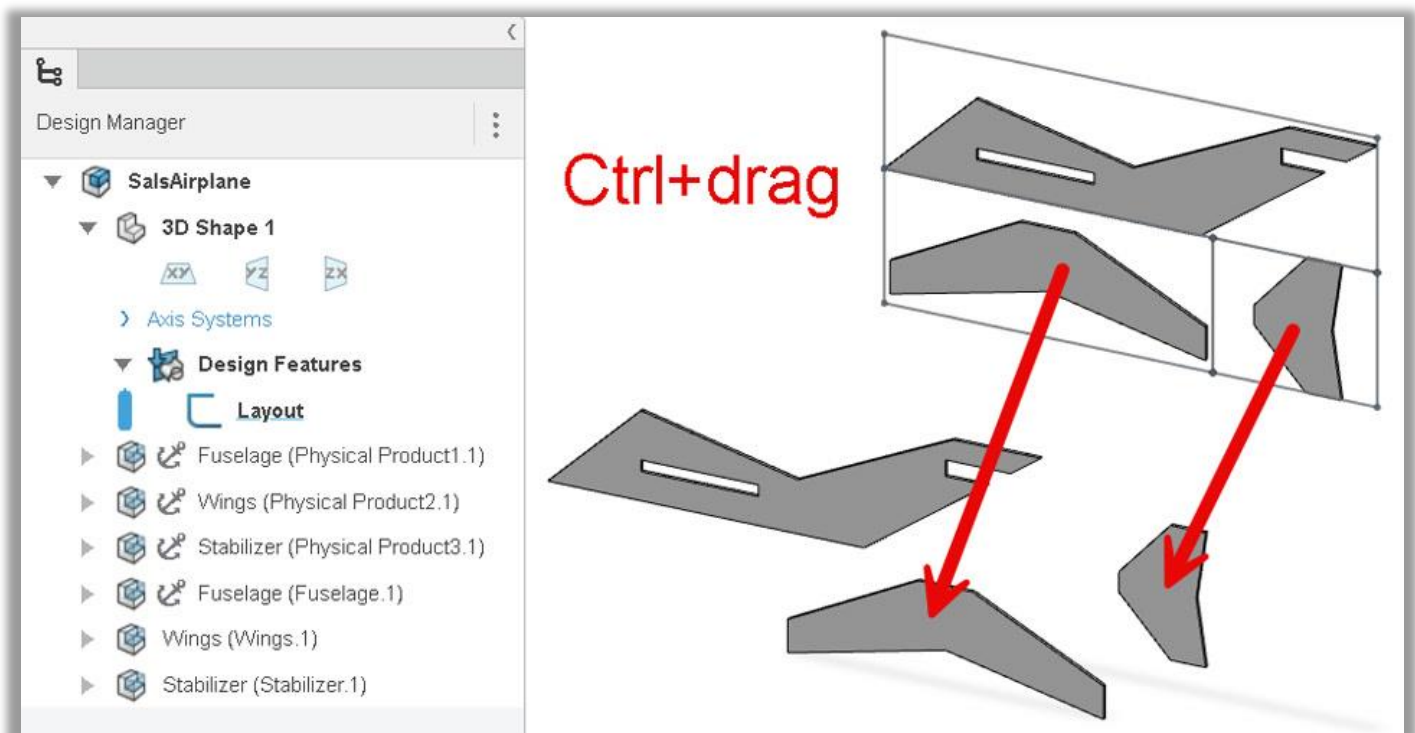 Design Manager
SalsAirplane
3D Shape 1
XY YZ ZX
Axis Systems
Design Features
Layout
Fuselage (Physical Product1.1)
Wings (Physical Product2.1)
Stabilizer (Physical Product3.1)
Fuselage (Fuselage.1)
Wings (Wings.1)
Stabilizer (Stabilizer.1)
Ctrl+drag